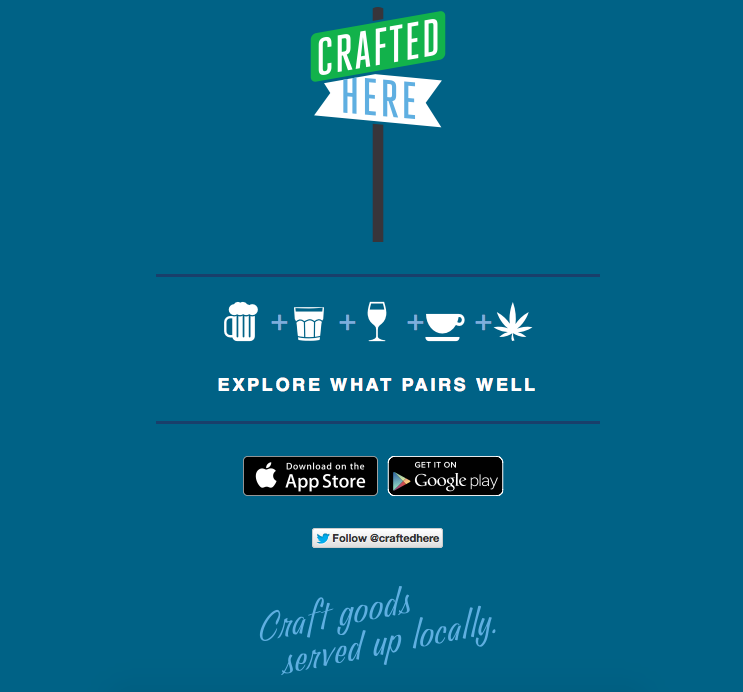 CRAFTED
HERE
+ + + +
EXPLORE WHAT PAIRS WELL
Download on the
App Store
GET IT ON
Google play
Follow @craftedhere
Craft goods
served up locally.